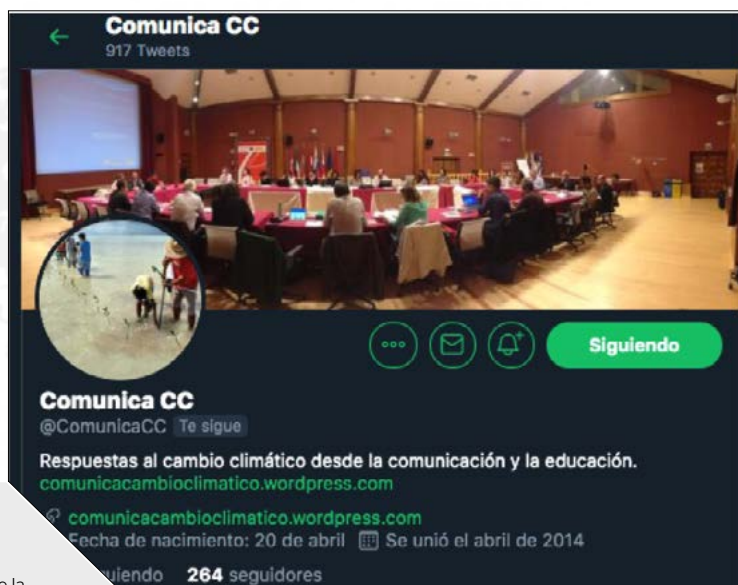 Comunica CC
917 Tweets
Siguiendo
Comunica CC
@ComunicaCC Te sigue
Respuestas al cambio climático desde la comunicación y la educación.
comunicacambioclimatico.wordpress.com
comunicacambioclimatico.wordpress.com
Fecha de nacimiento: 20 de abril Se unió el abril de 2014
264 seguidores